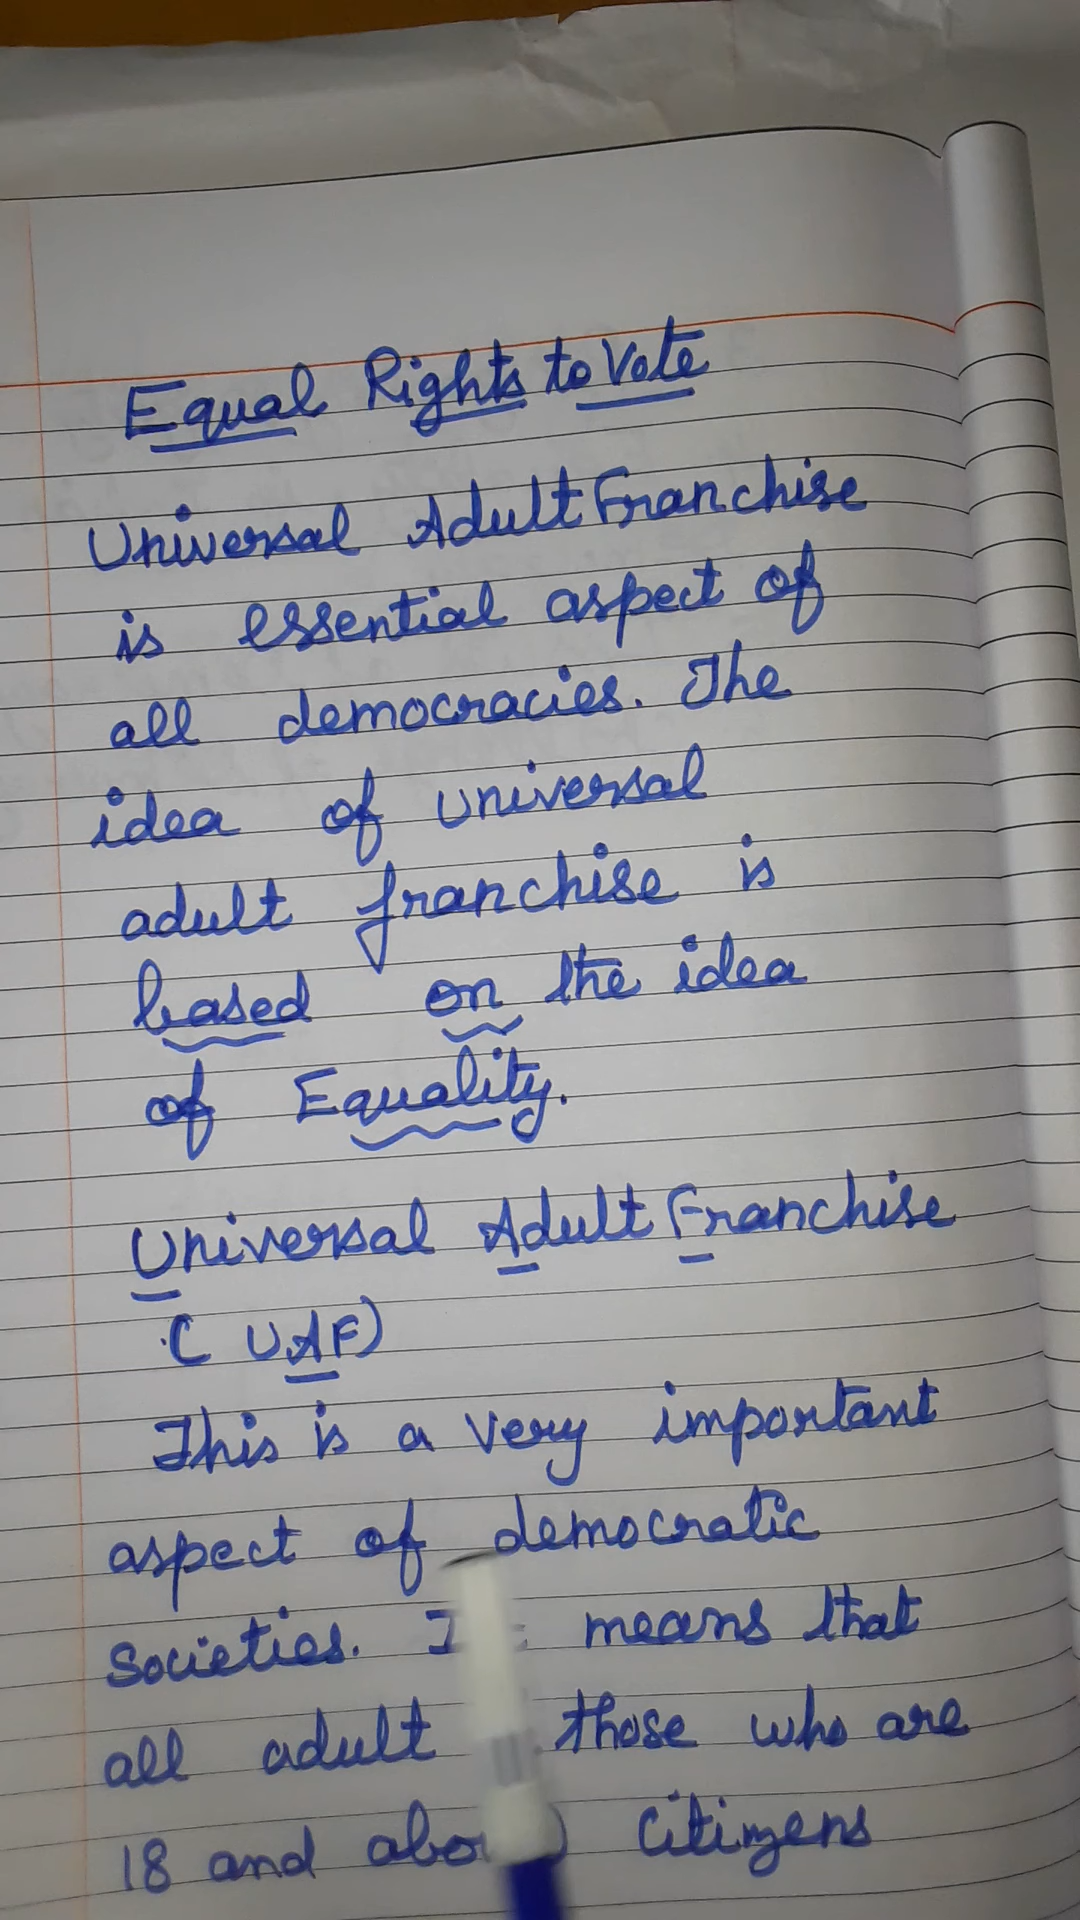 Equal Rights to Vote
Universal Adult Franchise
is essential aspect of
all democracies. The
idea of universal
adult franchise is
based on the idea
of Equality.
Universal Adult Franchise
( UAF)
This is a very important
aspect of democratic
societies. means that
all adult those who are
18 and citizens